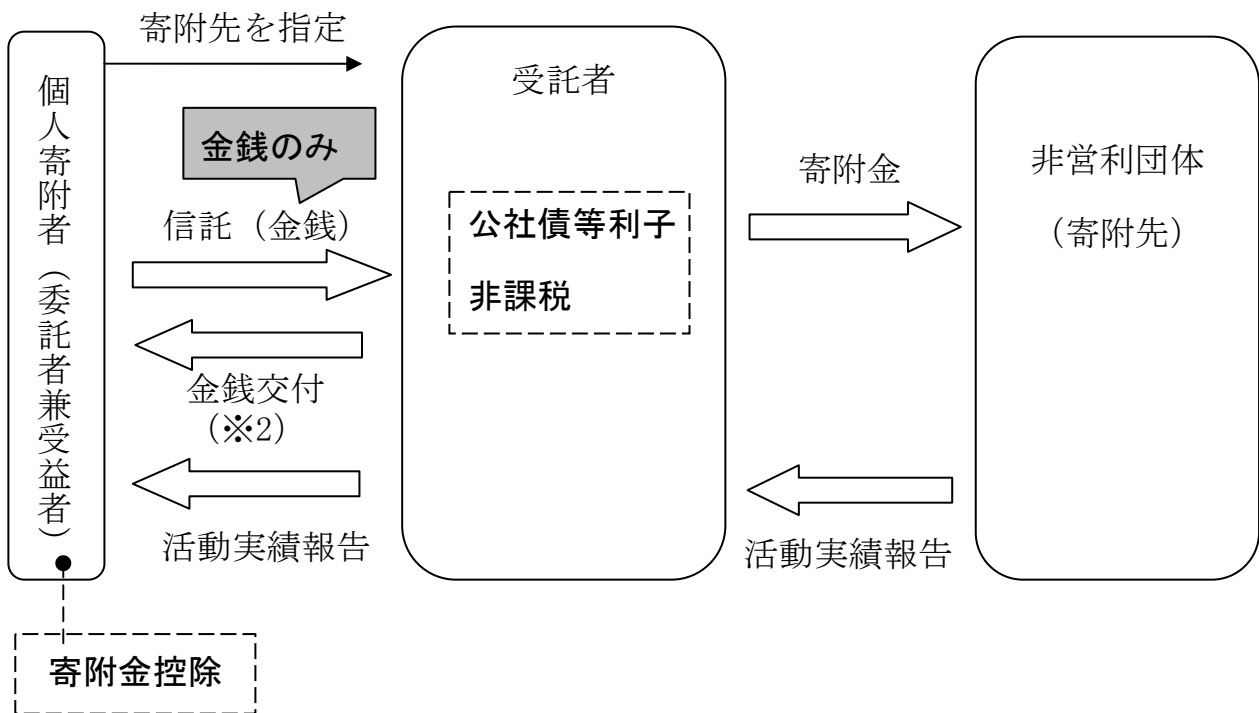 寄附先を指定
個人寄附者（委託者兼受益者）
金銭のみ
信託（金銭）
金銭交付
（※2）
活動実績報告
寄附金控除
受託者
公社債等利子
非課税
寄附金
活動実績報告
非営利団体
（寄附先）